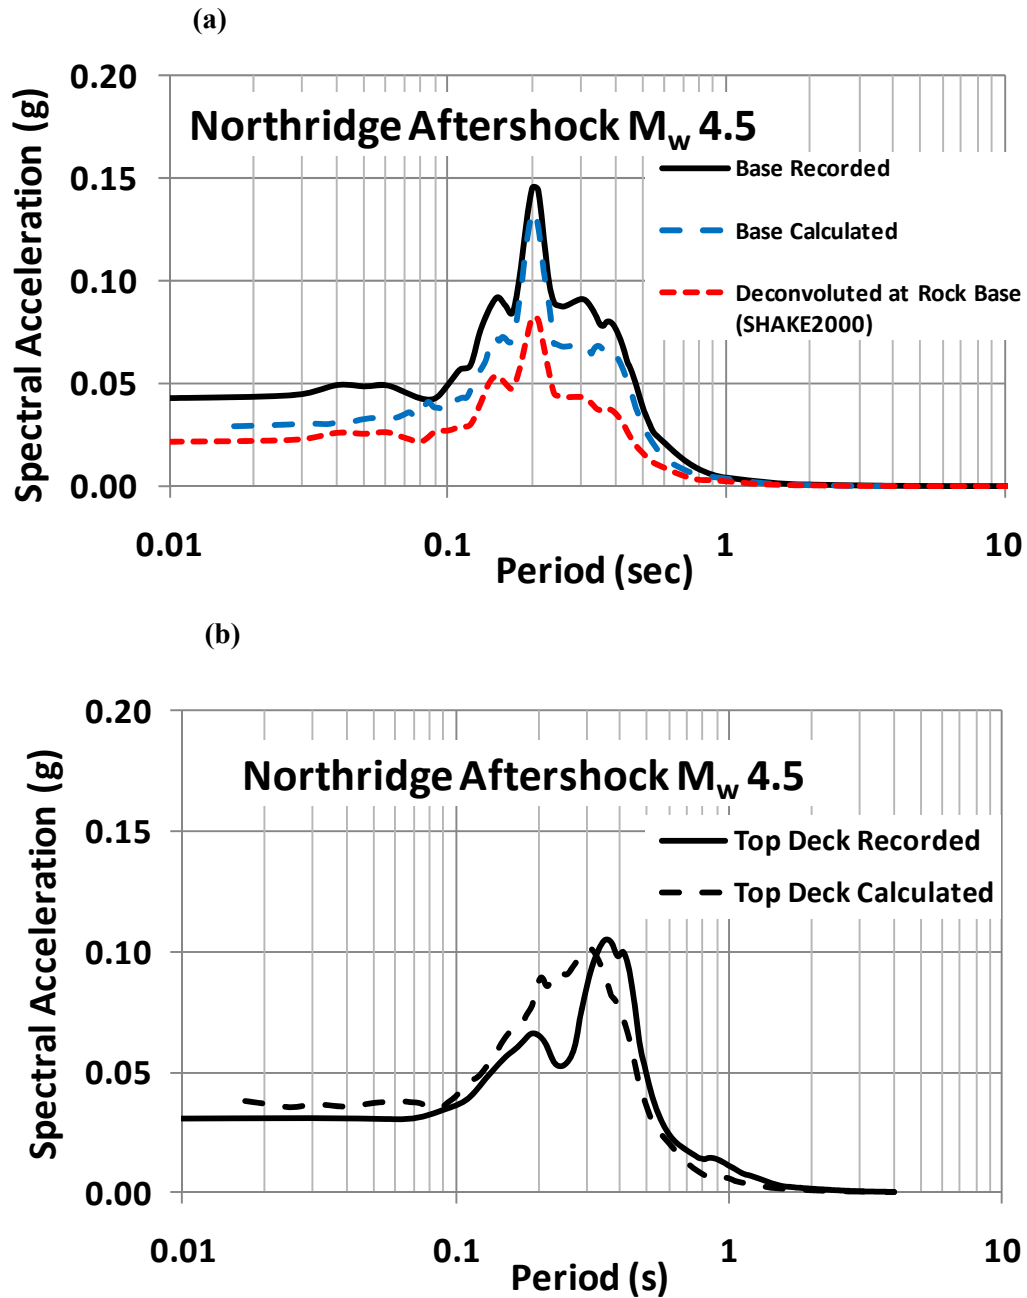 (a)
0.20
Northridge Aftershock Mw 4.5
0.15
Base Recorded
Base Calculated
0.10
Deconvoluted at Rock Base
(SHAKE2000)
0.05
0.00
Spectral Acceleration (g)
0.01 0.1 1 10
Period (sec)
(b)
0.20
Northridge Aftershock Mw 4.5
0.15
Top Deck Recorded
Top Deck Calculated
0.10
0.05
0.00
Spectral Acceleration (g)
0.01 0.1 1 10
Period (s)